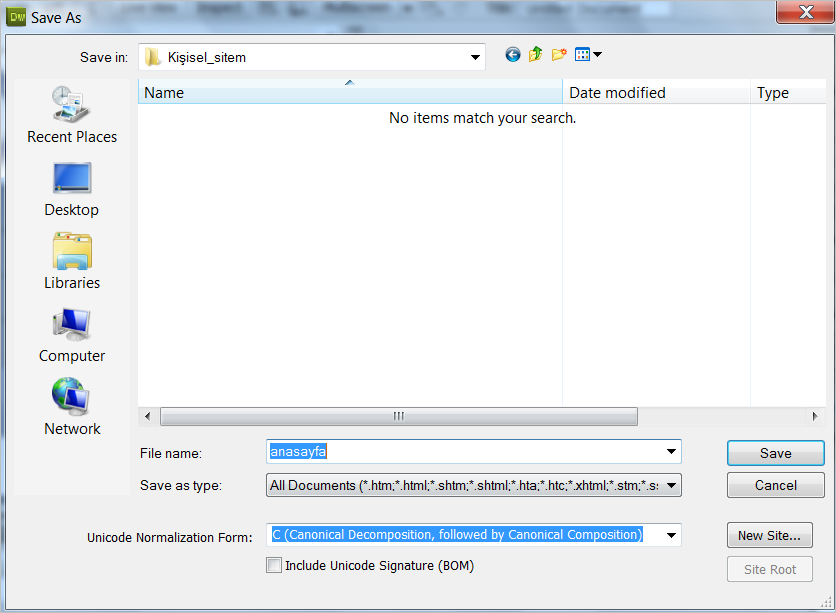 Dw Save As
Save in: Kişisel_sitem
Name Date modified Type
No items match your search.
Recent Places
Desktop
Libraries
Computer
Network
File name: anasayfa Save
Save as type: All Documents (*.htm;*.html;*.shtm;*.shtml;*.hta;*.htc;*.xhtml;*.stm;*.s Cancel
Unicode Normalization Form: C (Canonical Decomposition, followed by Canonical Composition) New Site...
Include Unicode Signature (BOM) Site Root